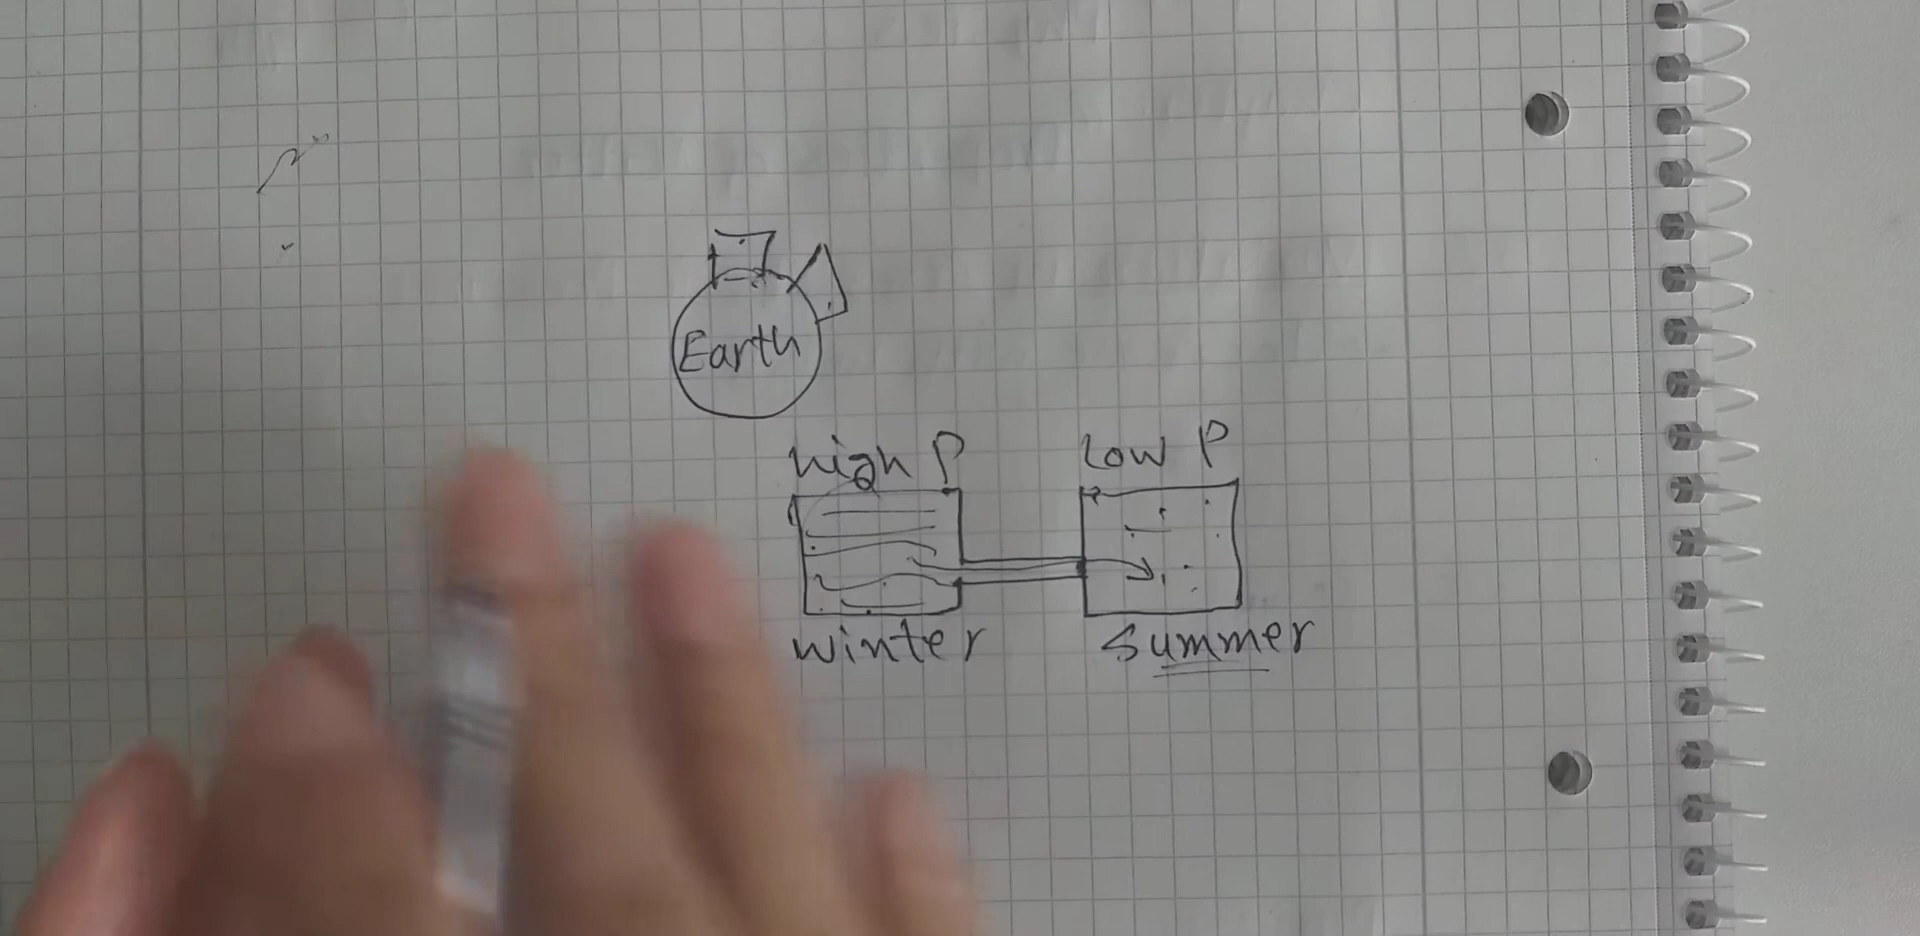 Earth
high P
Low P
winter
summer